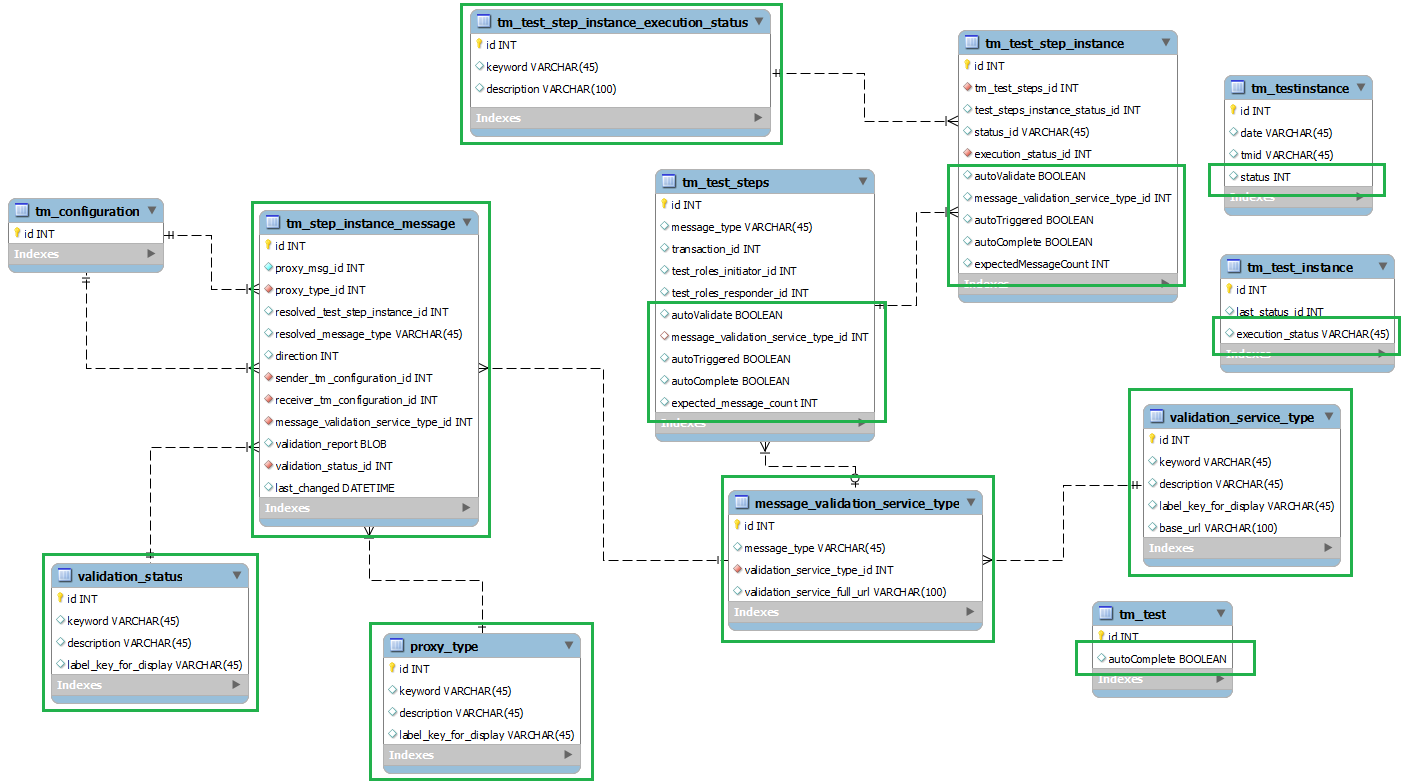 tm_test_step_instance_execution_status
id INT
keyword VARCHAR(45)
description VARCHAR(100)
Indexes
tm_test_step_instance
id INT
tm_test_steps_id INT
test_steps_instance_status_id INT
status_id VARCHAR(45)
execution_status_id INT
autoValidate BOOLEAN
message_validation_service_type_id INT
autoTriggered BOOLEAN
autoComplete BOOLEAN
expectedMessageCount INT
Indexes
tm_testinstance
id INT
date VARCHAR(45)
tmid VARCHAR(45)
status INT
Indexes
tm_test_steps
id INT
message_type VARCHAR(45)
transaction_id INT
test_roles_initiator_id INT
test_roles_responder_id INT
autoValidate BOOLEAN
message_validation_service_type_id INT
autoTriggered BOOLEAN
autoComplete BOOLEAN
expected_message_count INT
Indexes
tm_configuration
id INT
Indexes
tm_step_instance_message
id INT
proxy_msg_id INT
proxy_type_id INT
resolved_test_step_instance_id INT
resolved_message_type VARCHAR(45)
direction INT
sender_tm_configuration_id INT
receiver_tm_configuration_id INT
message_validation_service_type_id INT
validation_report BLOB
validation_status_id INT
last_changed DATETIME
Indexes
tm_test_instance
id INT
last_status_id INT
execution_status VARCHAR(45)
Indexes
validation_service_type
id INT
keyword VARCHAR(45)
description VARCHAR(45)
label_key_for_display VARCHAR(45)
base_url VARCHAR(100)
Indexes
message_validation_service_type
id INT
message_type VARCHAR(45)
validation_service_type_id INT
validation_service_full_url VARCHAR(100)
Indexes
validation_status
id INT
keyword VARCHAR(45)
description VARCHAR(45)
label_key_for_display VARCHAR(45)
Indexes
proxy_type
id INT
keyword VARCHAR(45)
description VARCHAR(45)
label_key_for_display VARCHAR(45)
Indexes
tm_test
id INT
autoComplete BOOLEAN
Indexes